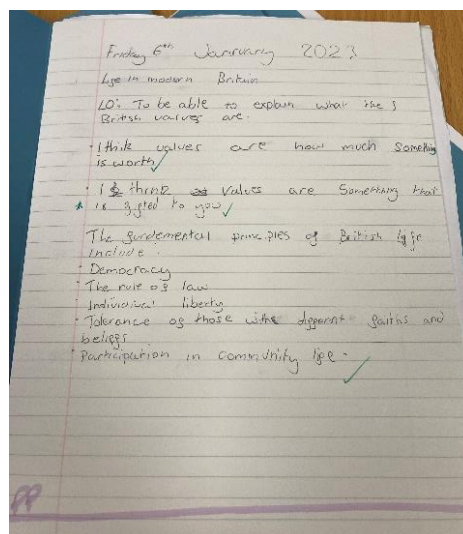 Friday 6th Janruary 2023
Life in modern Britain
LO: To be able to explain what the 5
British values are.
· I think values are how much something
is worth
· I think values are something that
is gifted to you
The fundemental principles of British life
include:
· Democracy
· The rule of law
· Individual liberty
· Tolerance of those withe different faiths and
beliefs
· Participation in community life.